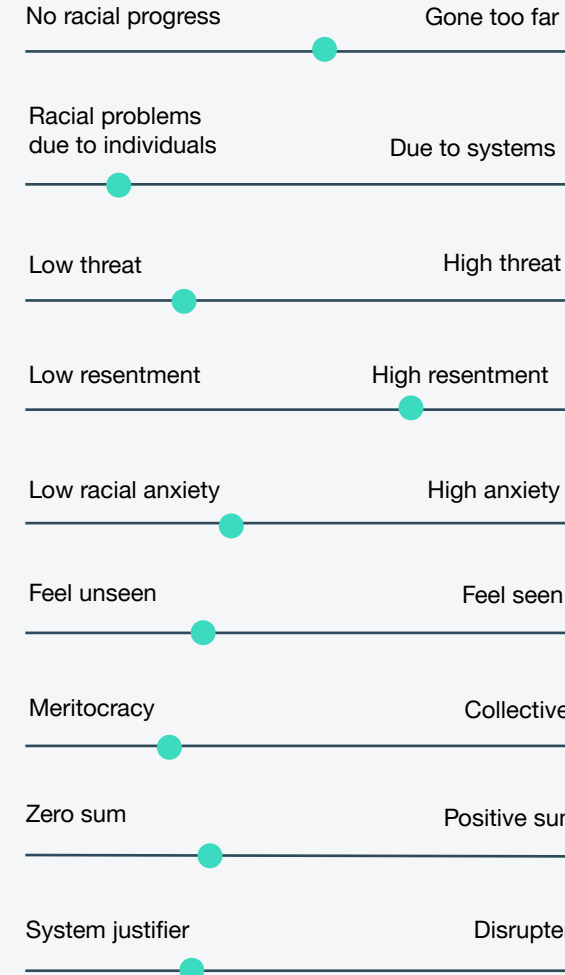 No racial progress Gone too far
Racial problems
due to individuals Due to systems
Low threat High threat
Low resentment High resentment
Low racial anxiety High anxiety
Feel unseen Feel seen
Meritocracy Collective
Zero sum Positive sum
System justifier Disrupter